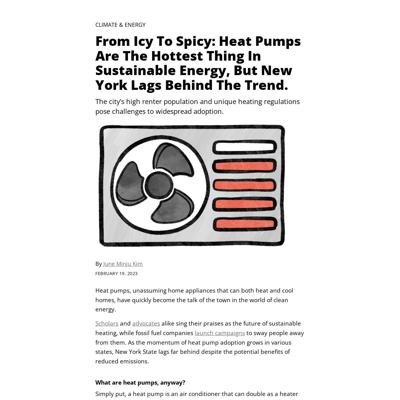 CLIMATE & ENERGY
From Icy To Spicy: Heat Pumps
Are The Hottest Thing In
Sustainable Energy, But New
York Lags Behind The Trend.
The city's high renter population and unique heating regulations
pose challenges to widespread adoption.
By June Minju Kim
FEBRUARY 19, 2023
Heat pumps, unassuming home appliances that can both heat and cool
homes, have quickly become the talk of the town in the world of clean
energy.
Scholars and advocates alike sing their praises as the future of sustainable
heating, while fossil fuel companies launch campaigns to sway people away
from them. As the momentum of heat pump adoption grows in various
states, New York State lags far behind despite the potential benefits of
reduced emissions.
What are heat pumps, anyway?
Simply put, a heat pump is an air conditioner that can double as a heater